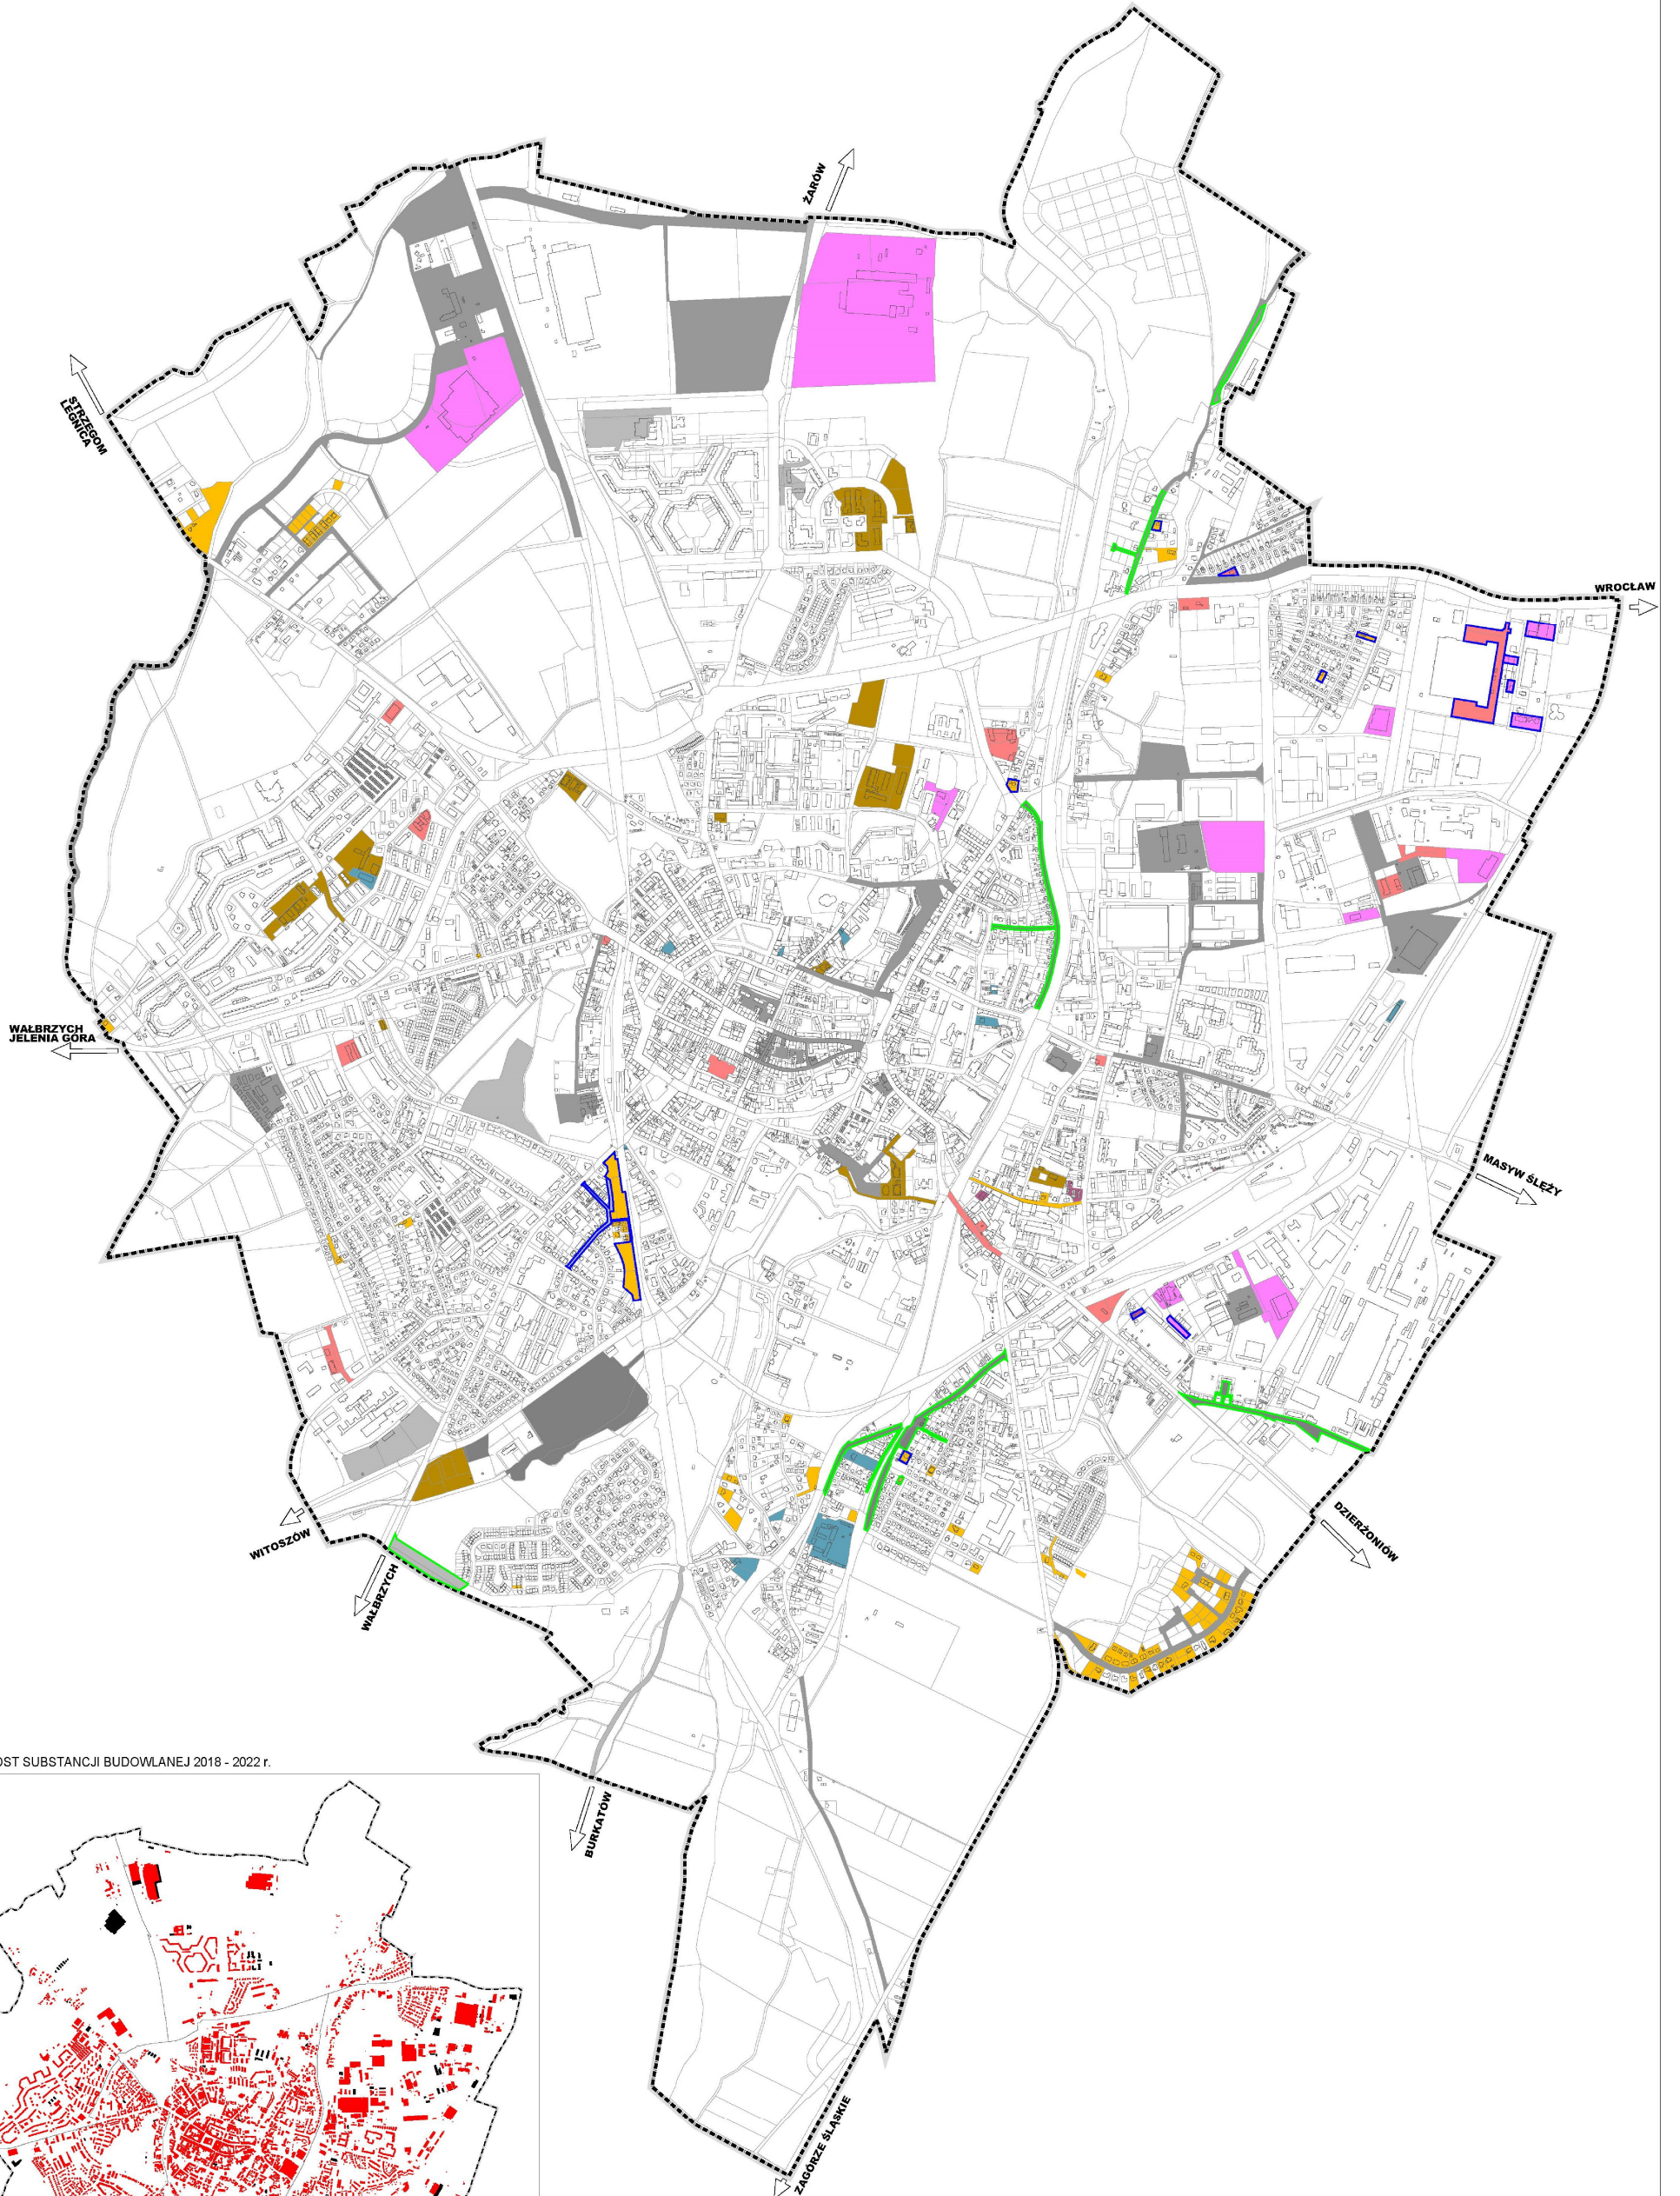 ŻARÓW
STRZEGOM
LEGNICA
WROCŁAW
WAŁBRZYCH
JELENIA GÓRA
MASYW ŚLĘŻY
WITOSZÓW
WAŁBRZYCH
DZIERŻONIÓW
OST SUBSTANCJI BUDOWLANEJ 2018 - 2022 r.
BURKATÓW
ZAGÓRZE ŚLĄSKIE